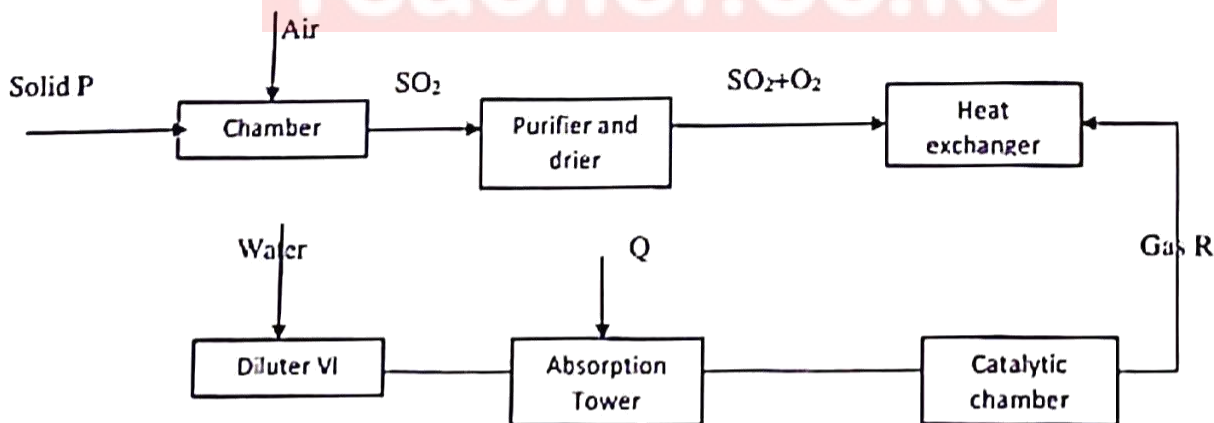 Air
Solid P
SO₂
SO₂+O₂
Chamber
Purifier and
drier
Heat
exchanger
Water
Q
Gas R
Diluter VI
Absorption
Tower
Catalytic
chamber